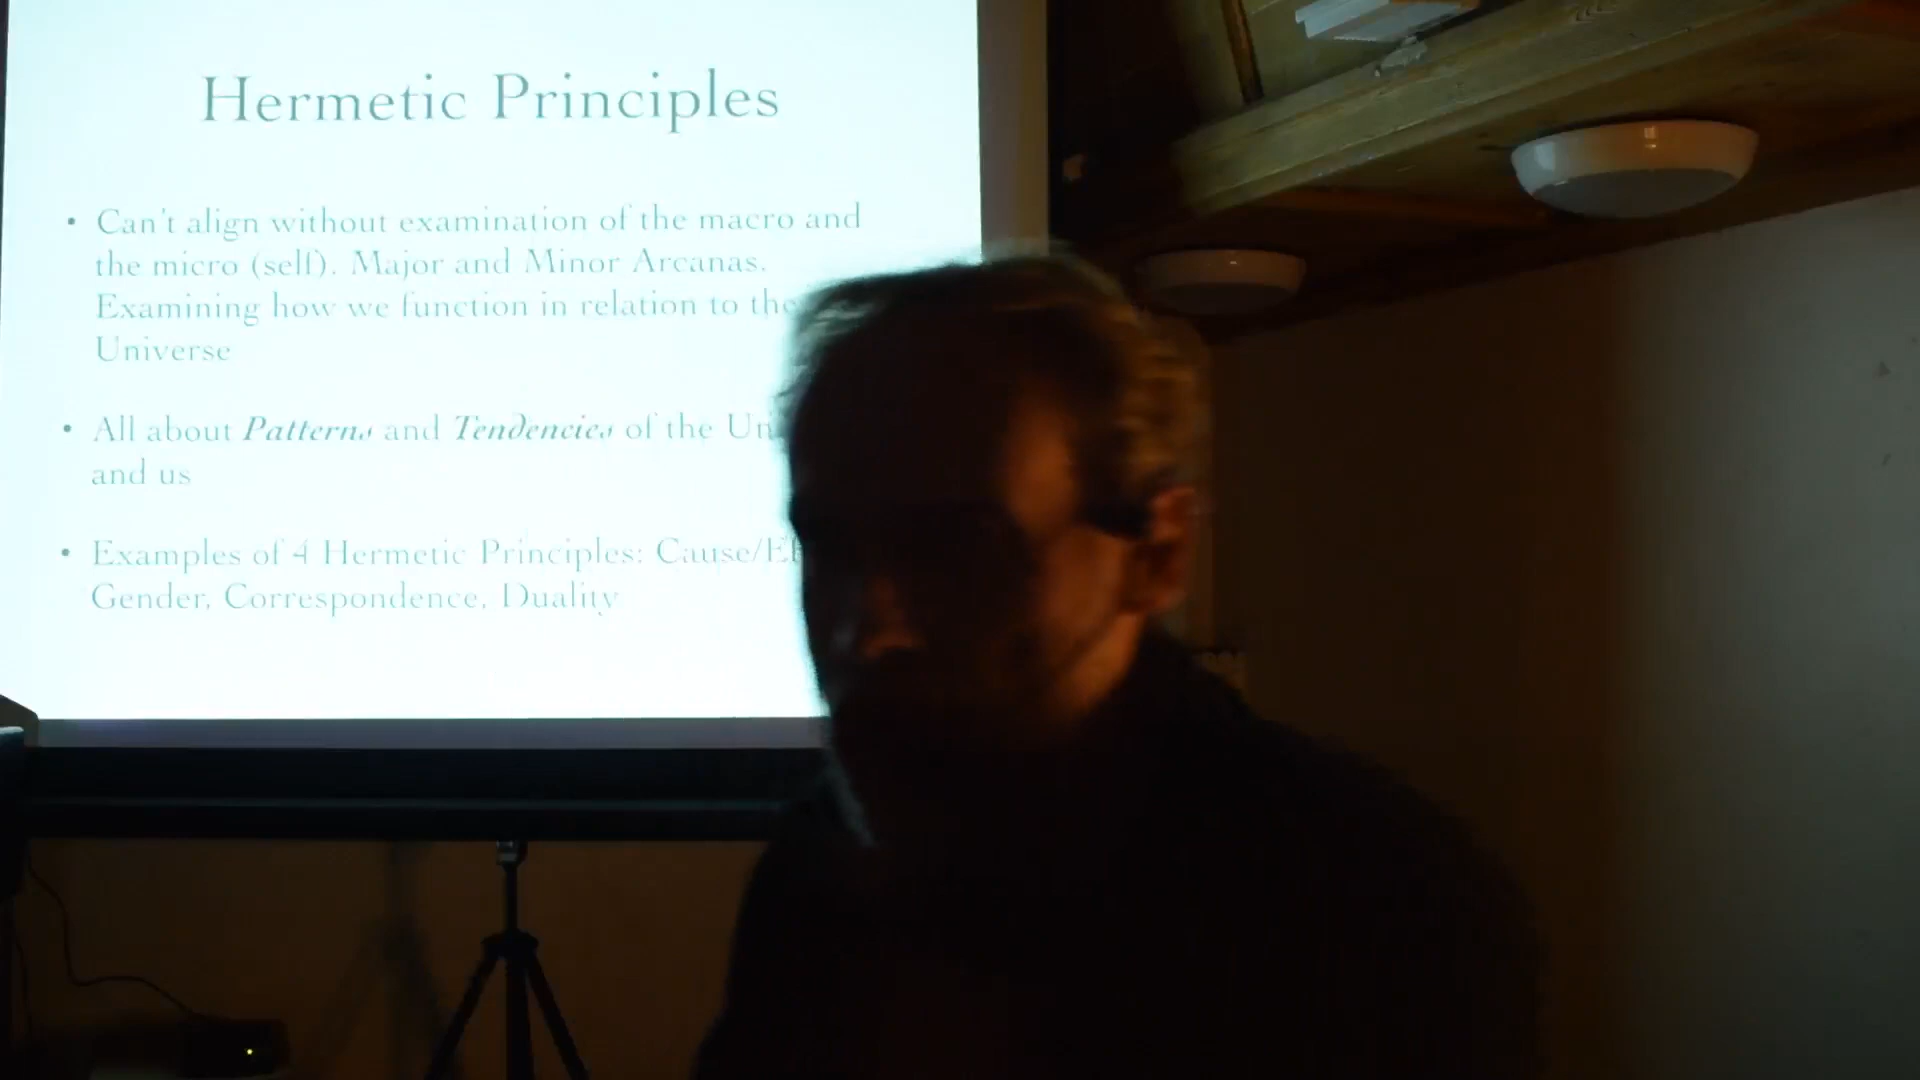 Hermetic Principles
• Can't align without examination of the macro and
the micro (self). Major and Minor Arcanas.
Examining how we function in relation to the
Universe
• All about Patterns and Tendencies of the
and us
• Examples of 4 Hermetic Principles: Cause/
Gender, Correspondence, Duality